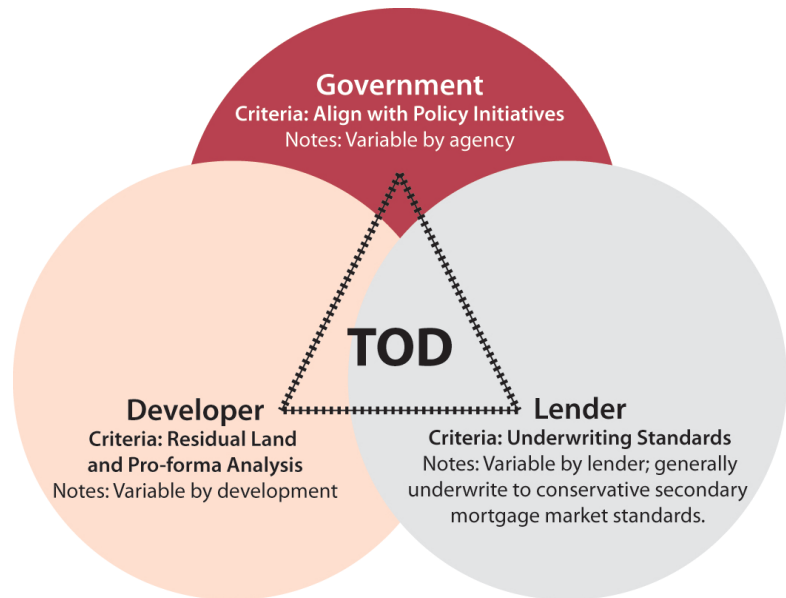 Government
Criteria: Align with Policy Initiatives
Notes: Variable by agency
TOD
Developer
Criteria: Residual Land
and Pro-forma Analysis
Notes: Variable by development
Lender
Criteria: Underwriting Standards
Notes: Variable by lender; generally
underwrite to conservative secondary
mortgage market standards.